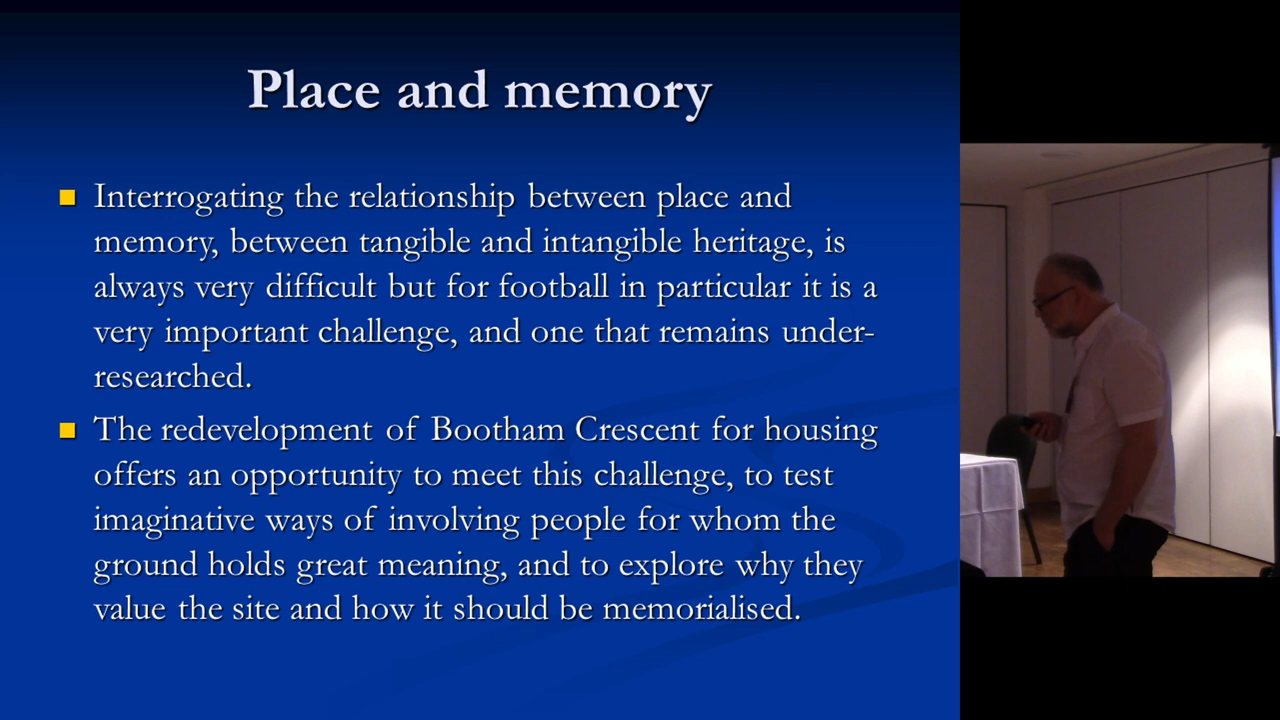 Place and memory
Interrogating the relationship between place and
memory, between tangible and intangible heritage, is
always very difficult but for football in particular it is a
very important challenge, and one that remains under-
researched.
The redevelopment of Bootham Crescent for housing
offers an opportunity to meet this challenge, to test
imaginative ways of involving people for whom the
ground holds great meaning, and to explore why they
value the site and how it should be memorialised.